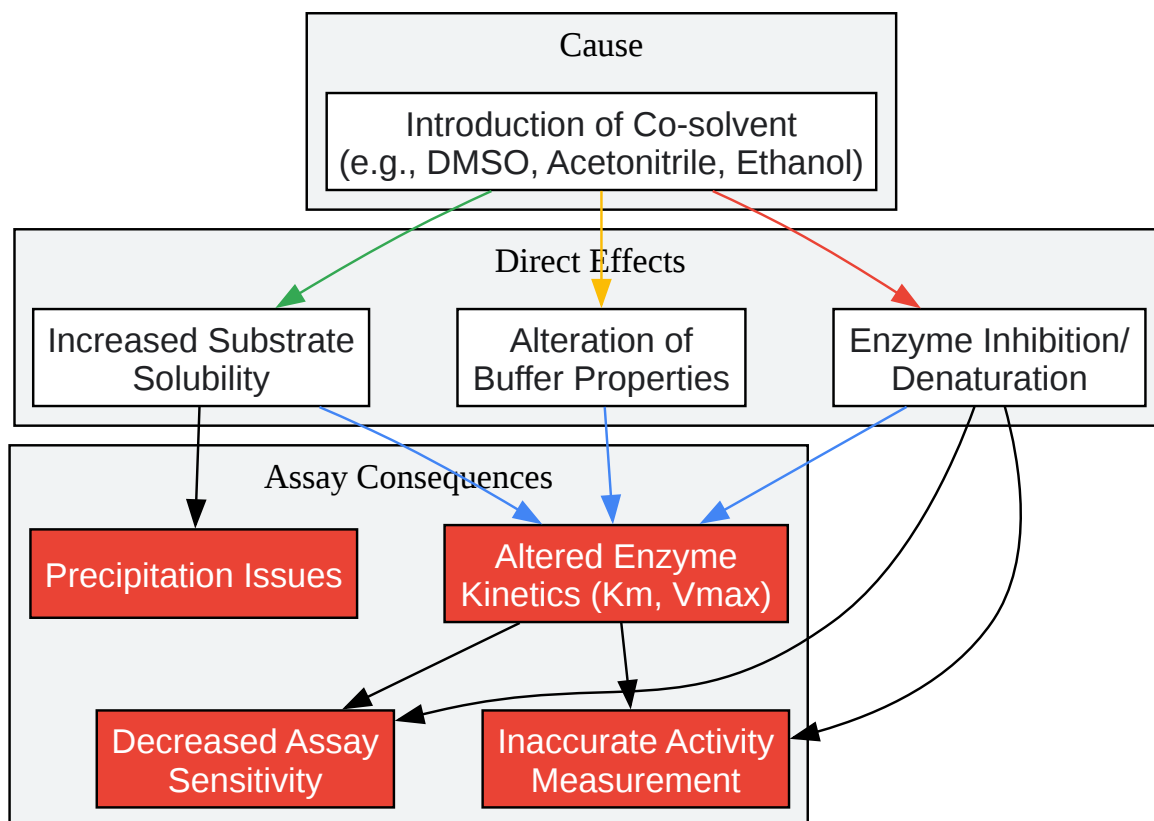 Cause
Introduction of Co-solvent
(e.g., DMSO, Acetonitrile, Ethanol)
Direct Effects
Increased Substrate
Solubility
Alteration of
Buffer Properties
Enzyme Inhibition/
Denaturation
Assay Consequences
Precipitation Issues
Altered Enzyme
Kinetics (Km, Vmax)
Decreased Assay
Sensitivity
Inaccurate Activity
Measurement